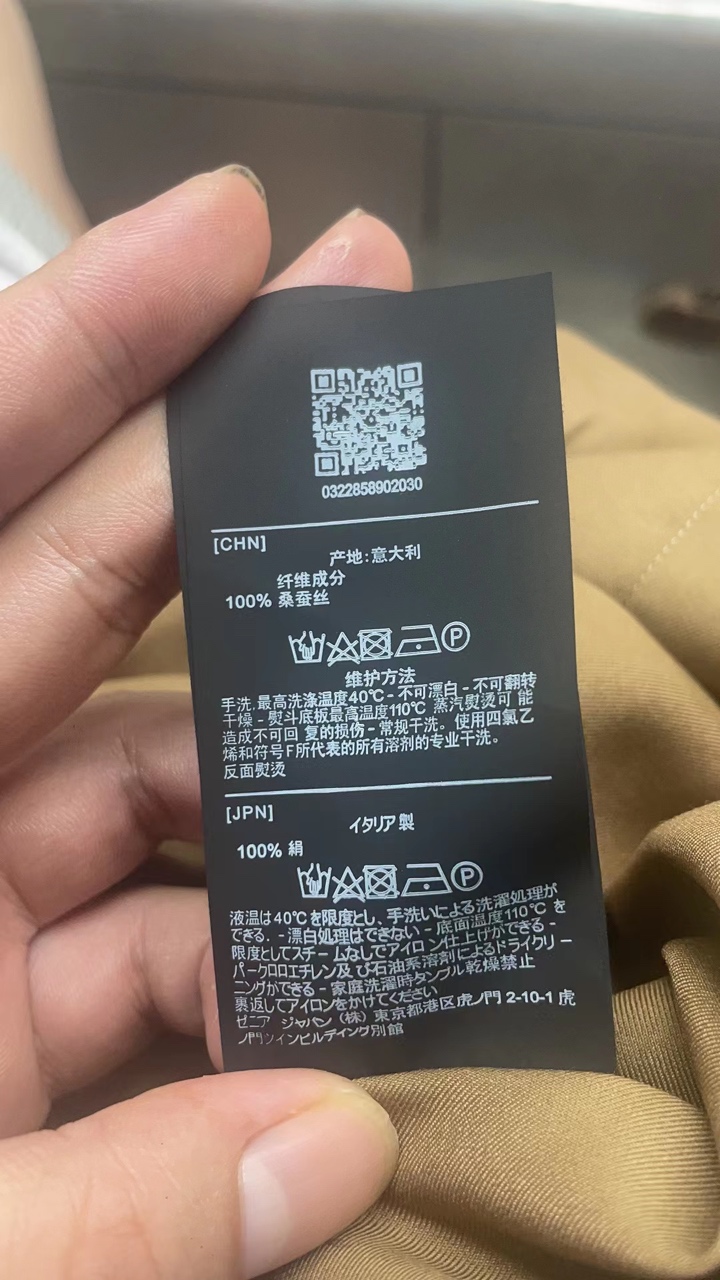 0322858902030
[CHN]
产地:意大利
纤维成分
100% 桑蚕丝
P
维护方法
手洗,最高洗涤温度40℃-不可漂白-不可翻转
干燥-熨斗底板最高温度110℃ 蒸汽熨烫可 能
造成不可回 复的损伤-常规干洗。使用四氯乙
烯和符号F所代表的所有溶剂的专业干洗。
反面熨烫
[JPN]
イタリア製
100% 絹
P
液温は40℃を限度とし、手洗いによる洗濯処理が
できる. -漂白処理はできない - 底面温度110℃ を
限度としてスチームなしでアイロン仕上げができる -
パークロロエチレン及び石油系溶剤によるドライクリー
ニングができる - 家庭洗濯時タンブル乾燥禁止
裏返してアイロンをかけてください
ゼニア ジャパン（株）東京都港区虎ノ門 2-10-1 虎
ノ門ツインビルディング別館